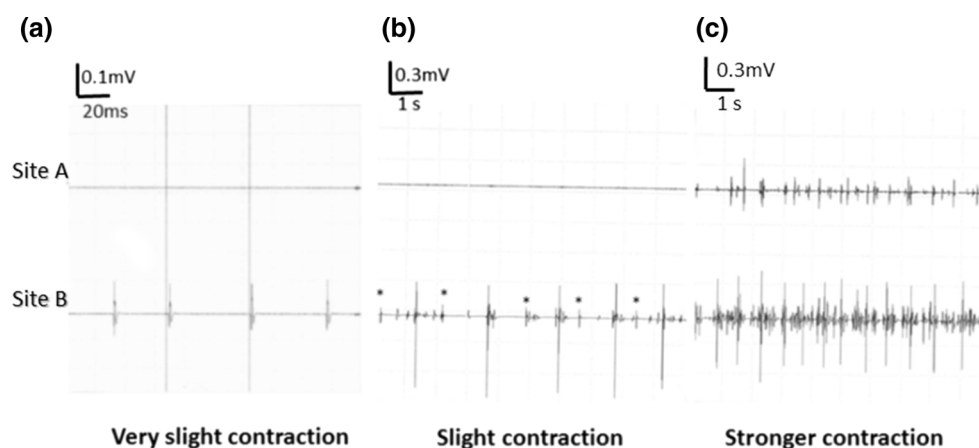 (a)
(b)
(c)
0.1mV
20ms
0.3mV
1 s
0.3mV
1 s
Site A
Site B
Very slight contraction
Slight contraction
Stronger contraction